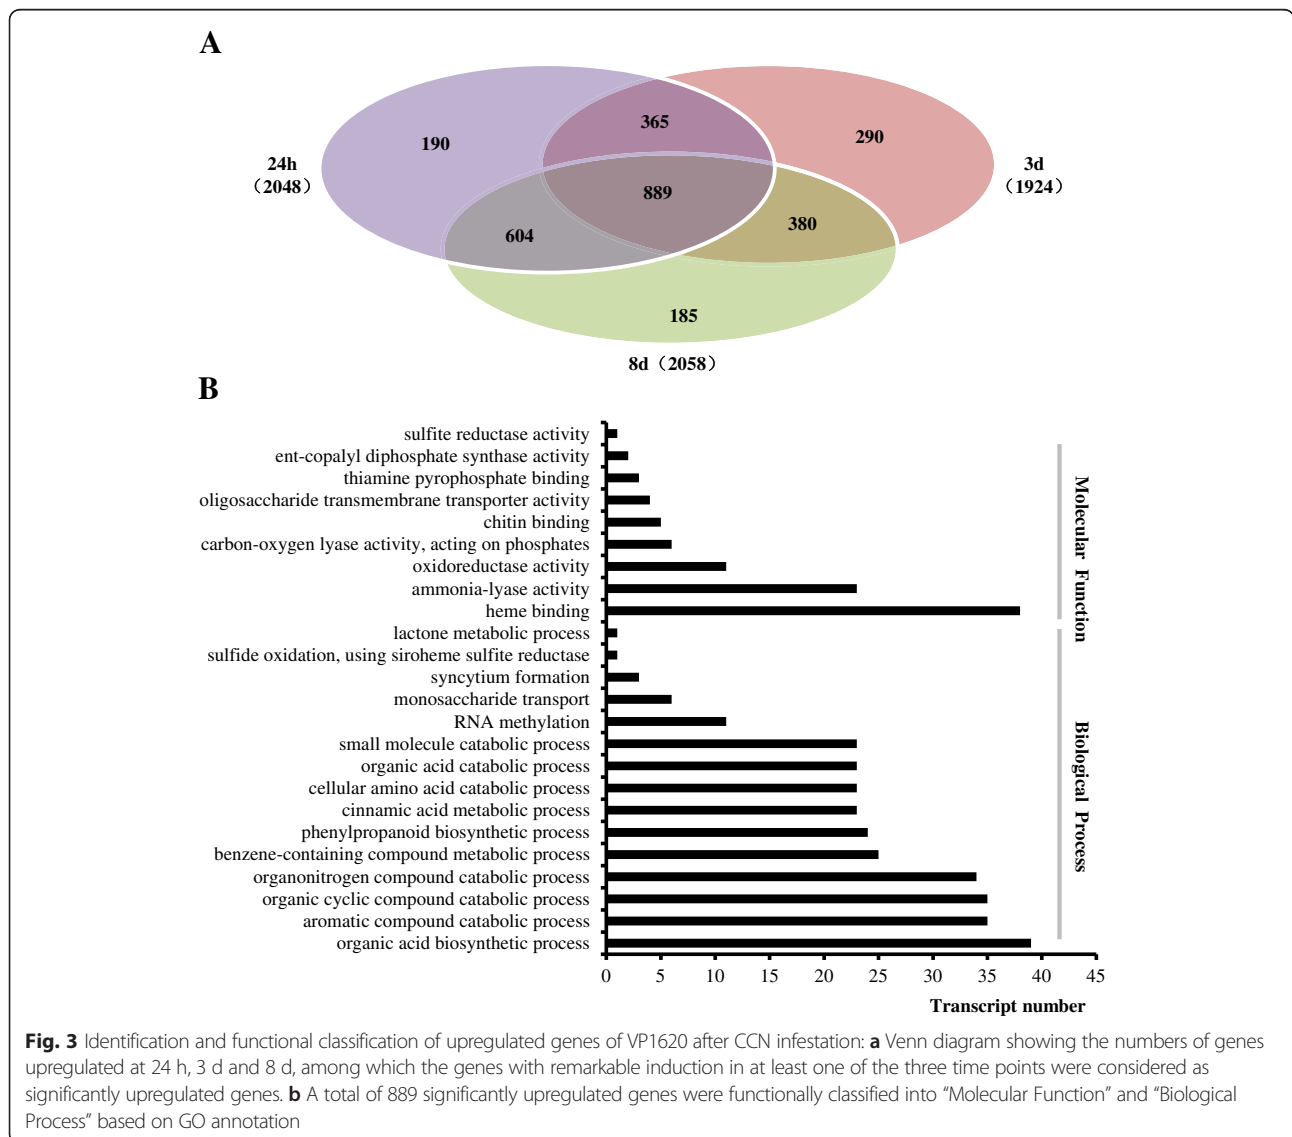 A
365
190
290
24h
（2048）
3d
（1924）
889
604
380
185
8d（2058）
B
sulfite reductase activity
ent-copalyl diphosphate synthase activity
thiamine pyrophosphate binding
oligosaccharide transmembrane transporter activity
chitin binding
carbon-oxygen lyase activity, acting on phosphates
oxidoreductase activity
ammonia-lyase activity
heme binding
lactone metabolic process
sulfide oxidation, using siroheme sulfite reductase
syncytium formation
monosaccharide transport
RNA methylation
small molecule catabolic process
organic acid catabolic process
cellular amino acid catabolic process
cinnamic acid metabolic process
phenylpropanoid biosynthetic process
benzene-containing compound metabolic process
organonitrogen compound catabolic process
organic cyclic compound catabolic process
aromatic compound catabolic process
organic acid biosynthetic process
Molecular Function
Biological Process
0 5 10 15 20 25 30 35 40 45
Transcript number
Fig. 3 Identification and functional classification of upregulated genes of VP1620 after CCN infestation: a Venn diagram showing the numbers of genes
upregulated at 24 h, 3 d and 8 d, among which the genes with remarkable induction in at least one of the three time points were considered as
significantly upregulated genes. b A total of 889 significantly upregulated genes were functionally classified into “Molecular Function” and “Biological
Process” based on GO annotation